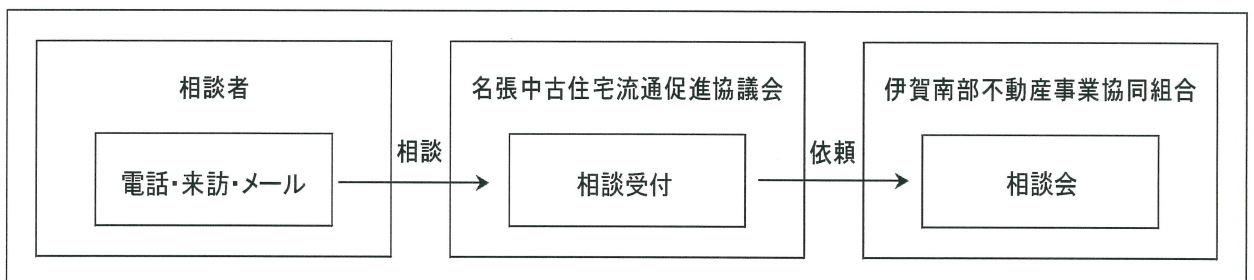 相談者
電話・来訪・メール
相談
名張中古住宅流通促進協議会
相談受付
依頼
伊賀南部不動産事業協同組合
相談会